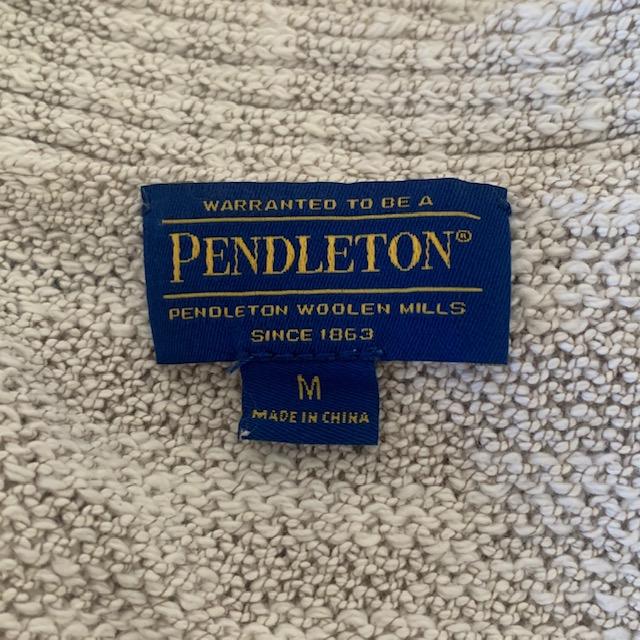 WARRANTED TO BE A
PENDLETON®
PENDLETON WOOLEN MILLS
SINCE 1863
M
MADE IN CHINA